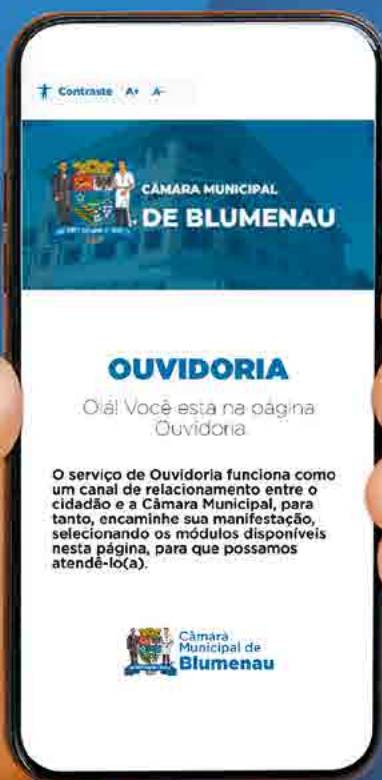 Contraste A+ A-
CÂMARA MUNICIPAL
DE BLUMENAU
OUVIDORIA
Olá! Você está na página
Ouvidoria
O serviço de Ouvidoria funciona como
um canal de relacionamento entre o
cidadão e a Câmara Municipal, para
tanto, encaminhe sua manifestação,
selecionando os módulos disponíveis
nesta página, para que possamos
atendê-lo(a).
Câmara
Municipal de
Blumenau